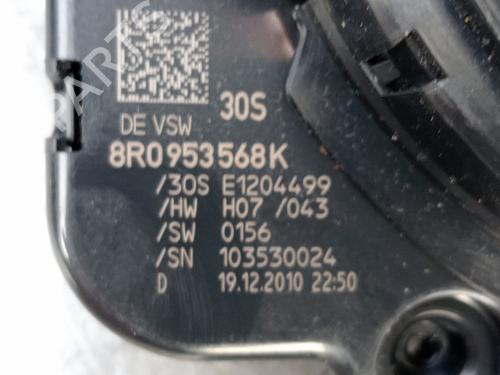 30S
DE VSW
8R0953568K
/30S E1204499
/HW H07 /043
/SW 0156
/SN 103530024
D 19.12.2010 22:50